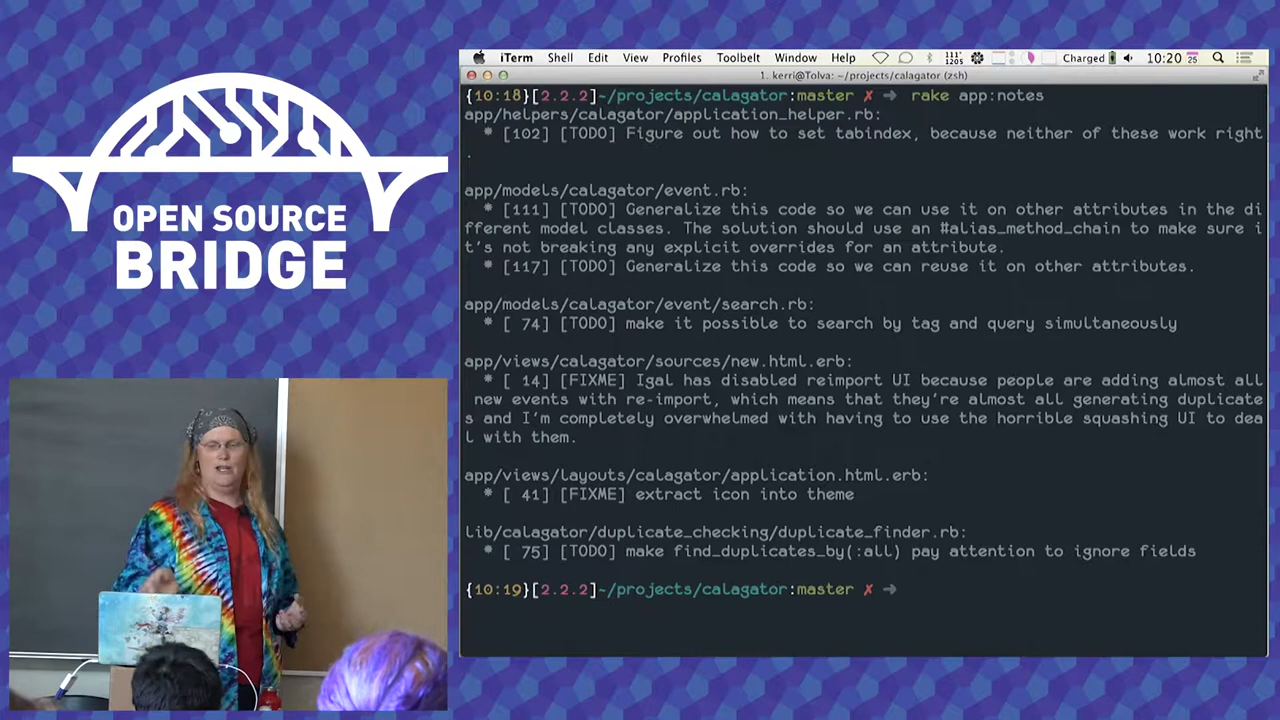 OPEN SOURCE
BRIDGE
iTerm Shell Edit View Profiles Toolbelt Window Help Charged 10:20 25
1. kerri@Tolva: ~/projects/calagator (zsh)
{10:18}[2.2.2]~/projects/calagator:master ✗ ➜ rake app:notes
app/helpers/calagator/application_helper.rb:
* [102] [TODO] Figure out how to set tabindex, because neither of these work right
.
app/models/calagator/event.rb:
* [111] [TODO] Generalize this code so we can use it on other attributes in the di
fferent model classes. The solution should use an #alias_method_chain to make sure i
t's not breaking any explicit overrides for an attribute.
* [117] [TODO] Generalize this code so we can reuse it on other attributes.
app/models/calagator/event/search.rb:
* [ 74] [TODO] make it possible to search by tag and query simultaneously
app/views/calagator/sources/new.html.erb:
* [ 14] [FIXME] Igal has disabled reimport UI because people are adding almost all
new events with re-import, which means that they're almost all generating duplicate
s and I'm completely overwhelmed with having to use the horrible squashing UI to dea
l with them.
app/views/layouts/calagator/application.html.erb:
* [ 41] [FIXME] extract icon into theme
lib/calagator/duplicate_checking/duplicate_finder.rb:
* [ 75] [TODO] make find_duplicates_by(:all) pay attention to ignore fields
{10:19}[2.2.2]~/projects/calagator:master ✗ ➜